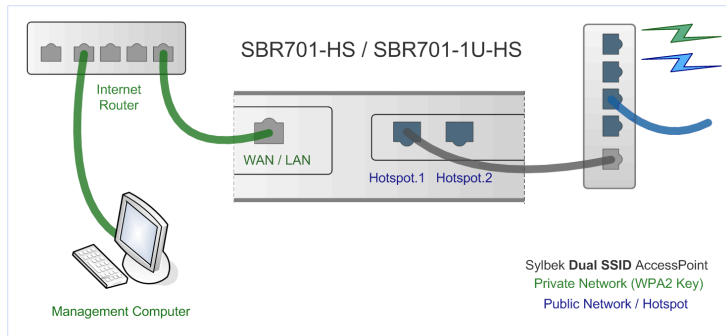 SBR701-HS / SBR701-1U-HS
Internet
Router
WAN / LAN
Hotspot.1 Hotspot.2
Management Computer
Sylbek Dual SSID AccessPoint
Private Network (WPA2 Key)
Public Network / Hotspot